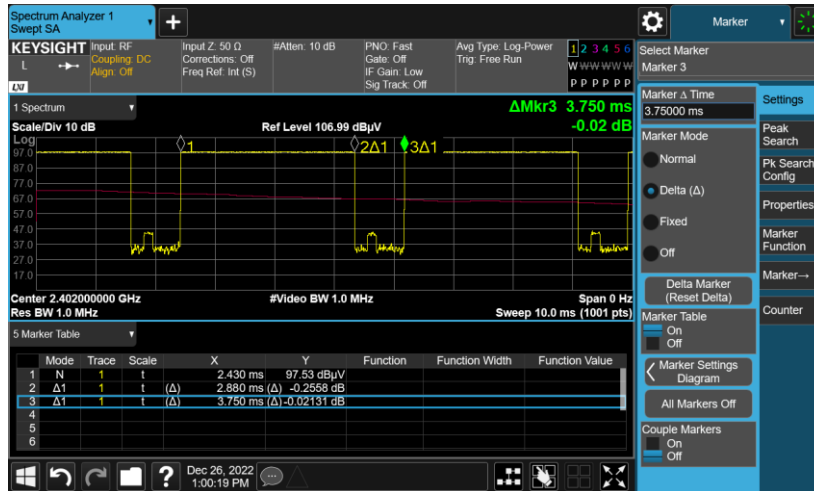 Spectrum Analyzer 1
Swept SA
+
Marker
KEYSIGHT
L
LXI
Input: RF
Coupling: DC
Align: Off
Input Z: 50 Ω
Corrections: Off
Freq Ref: Int (S)
#Atten: 10 dB
PNO: Fast
Gate: Off
IF Gain: Low
Sig Track: Off
Avg Type: Log-Power
Trig: Free Run
1 2 3 4 5 6
W W W W W W
P P P P P P
Select Marker
Marker 3
1 Spectrum
ΔMkr3 3.750 ms
-0.02 dB
Scale/Div 10 dB
Ref Level 106.99 dBµV
Log
97.0
87.0
77.0
67.0
57.0
47.0
37.0
27.0
17.0
1
2Δ1
3Δ1
Center 2.402000000 GHz
#Video BW 1.0 MHz
Span 0 Hz
Res BW 1.0 MHz
Sweep 10.0 ms (1001 pts)
5 Marker Table
Mode Trace Scale X Y Function Function Width Function Value
1 N 1 t 2.430 ms 97.53 dBµV
2 Δ1 1 t (Δ) 2.880 ms (Δ) -0.2558 dB
3 Δ1 1 t (Δ) 3.750 ms (Δ) -0.02131 dB
4
5
6
Marker Δ Time
3.75000 ms
Marker Mode
Normal
Delta (Δ)
Fixed
Off
Delta Marker
(Reset Delta)
Marker Table
On
Off
Marker Settings
Diagram
All Markers Off
Couple Markers
On
Off
Settings
Peak
Search
Pk Search
Config
Properties
Marker
Function
Marker→
Counter
?
Dec 26, 2022
1:00:19 PM